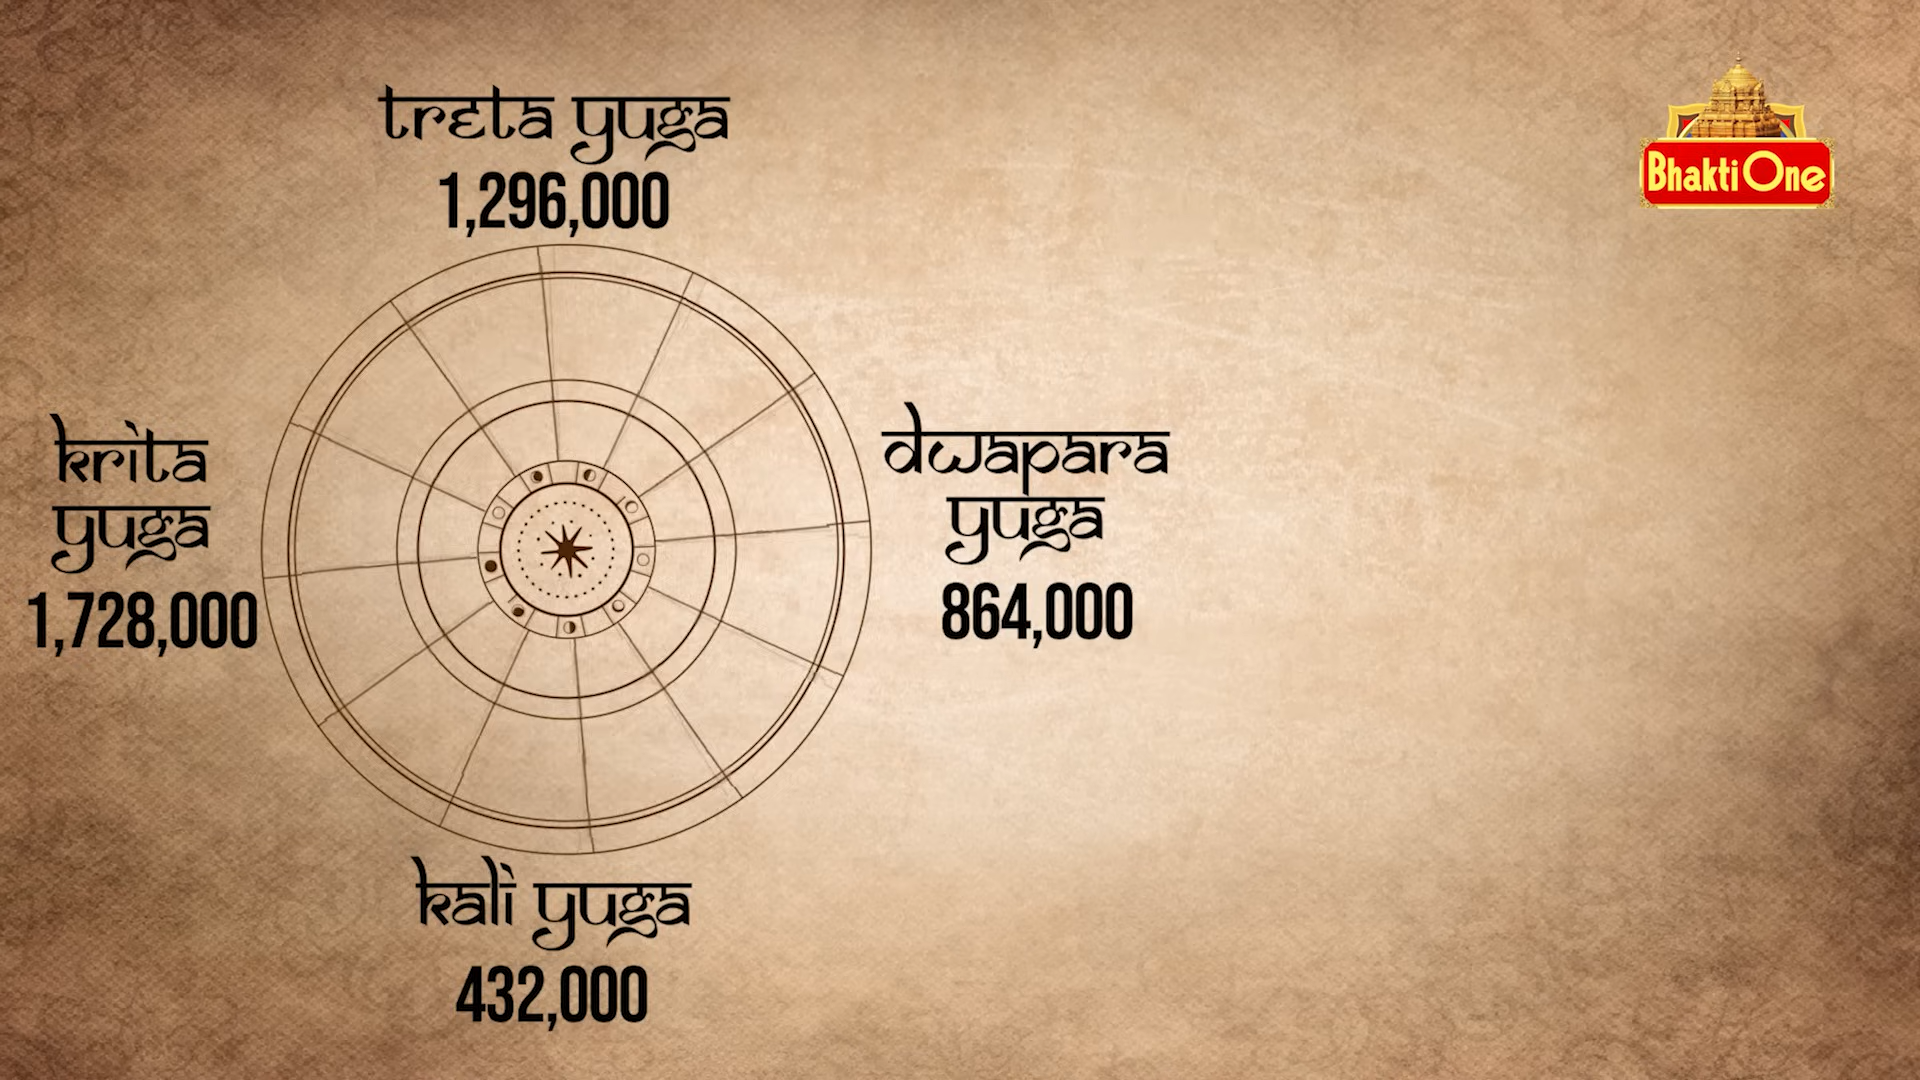 treta yuga
1,296,000
Bhakti One
krita
yuga
1,728,000
dwapara
yuga
864,000
kali yuga
432,000